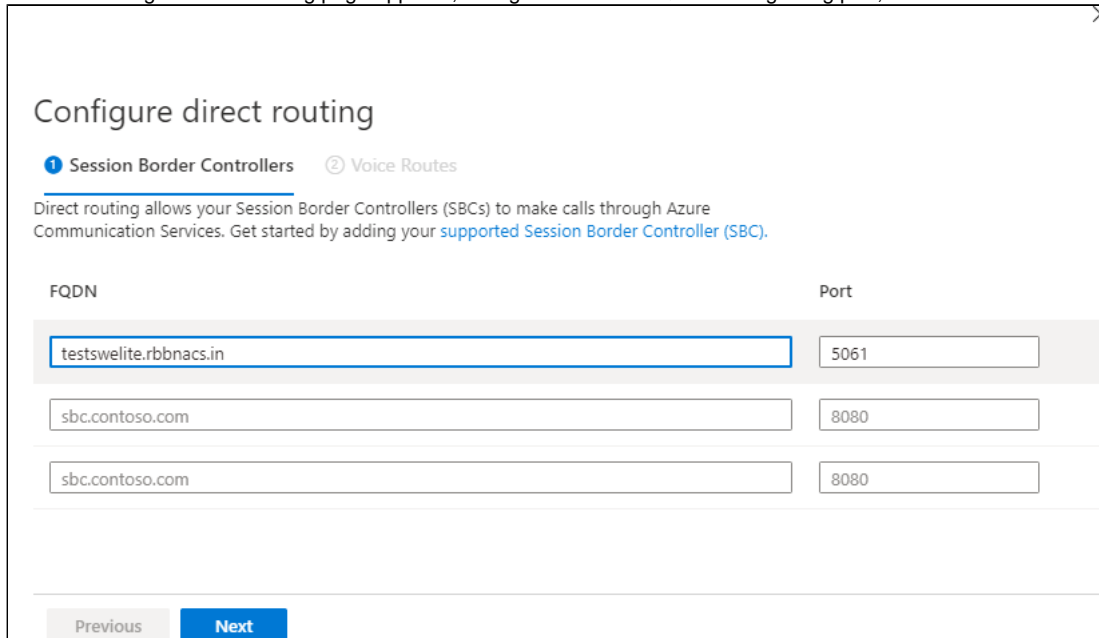 Configure direct routing
1 Session Border Controllers 2 Voice Routes
Direct routing allows your Session Border Controllers (SBCs) to make calls through Azure
Communication Services. Get started by adding your supported Session Border Controller (SBC).
FQDN Port
testswelite.rbbnacs.in 5061
sbc.contoso.com 8080
sbc.contoso.com 8080
Previous Next